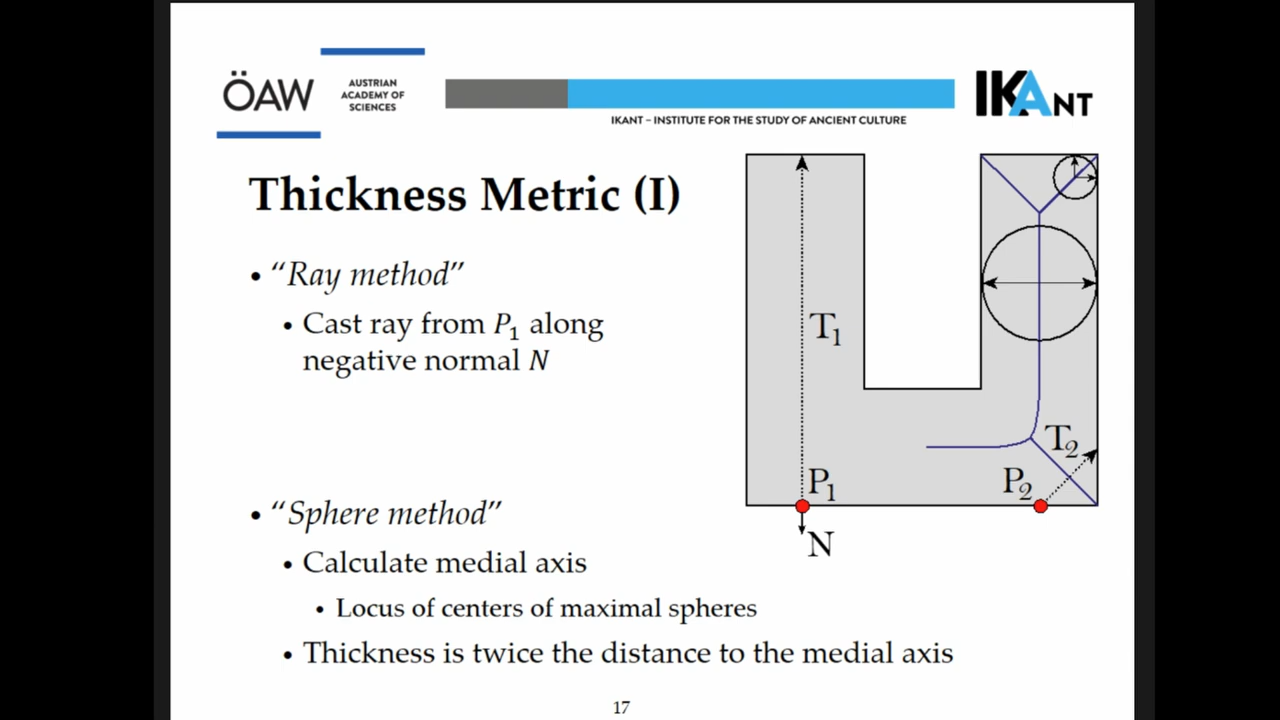 ÖAW
AUSTRIAN
ACADEMY OF
SCIENCES
IKANT
IKANT – INSTITUTE FOR THE STUDY OF ANCIENT CULTURE
Thickness Metric (I)
• “Ray method”
• Cast ray from P₁ along
negative normal N
• “Sphere method”
• Calculate medial axis
• Locus of centers of maximal spheres
• Thickness is twice the distance to the medial axis
T₁
T₂
P₁
P₂
N
17